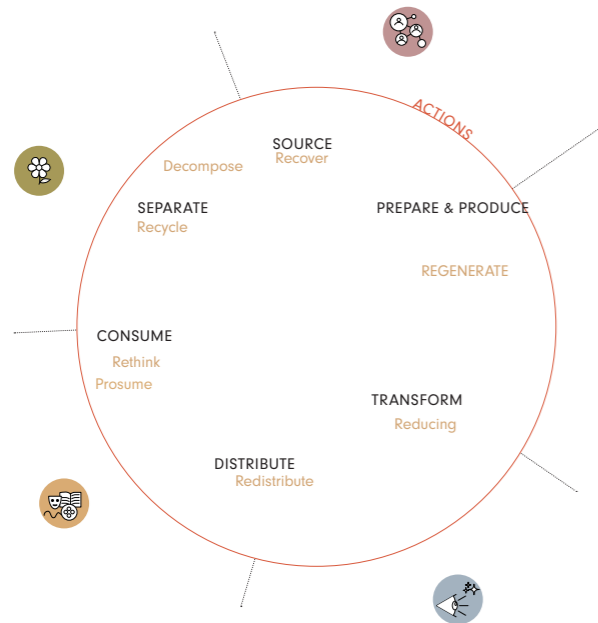 ACTIONS
SOURCE
Recover
Decompose
SEPARATE
Recycle
PREPARE & PRODUCE
REGENERATE
CONSUME
Rethink
Prosume
TRANSFORM
Reducing
DISTRIBUTE
Redistribute